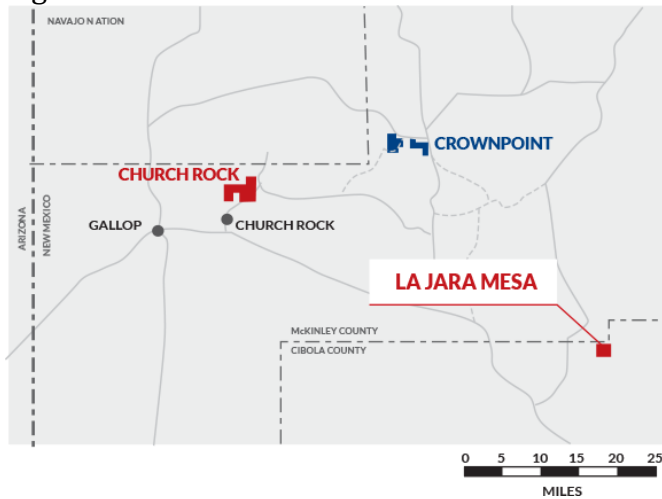 NAVAJO NATION
CROWNPOINT
CHURCH ROCK
GALLOP
CHURCH ROCK
ARIZONA
NEW MEXICO
LA JARA MESA
McKINLEY COUNTY
CIBOLA COUNTY
0 5 10 15 20 25
MILES